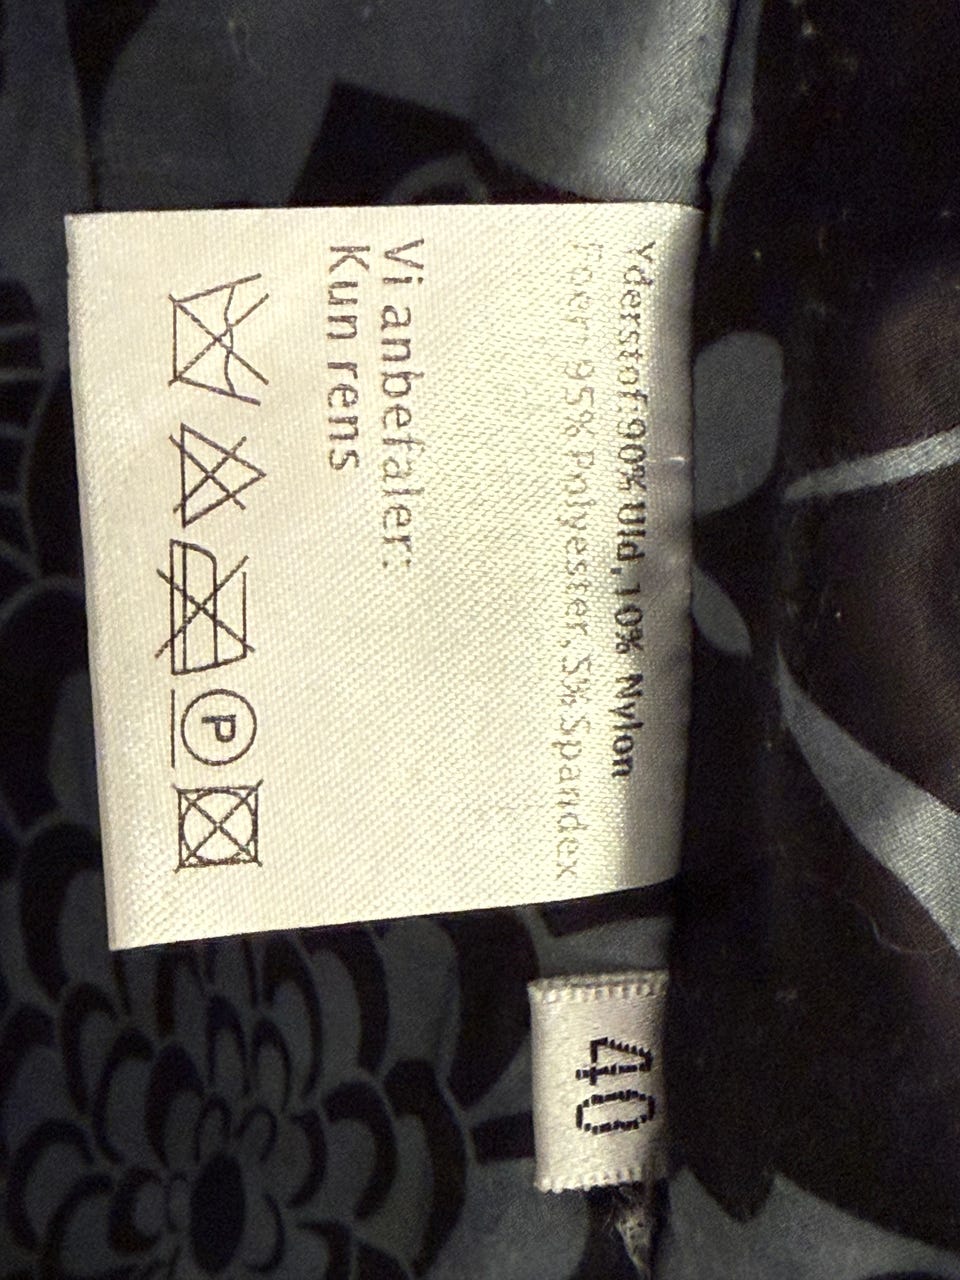 Yderstof:90% Uld, 10% Nylon
Foer:95% Polyester, 5% Spandex
Vi anbefaler:
Kun rens
P
40